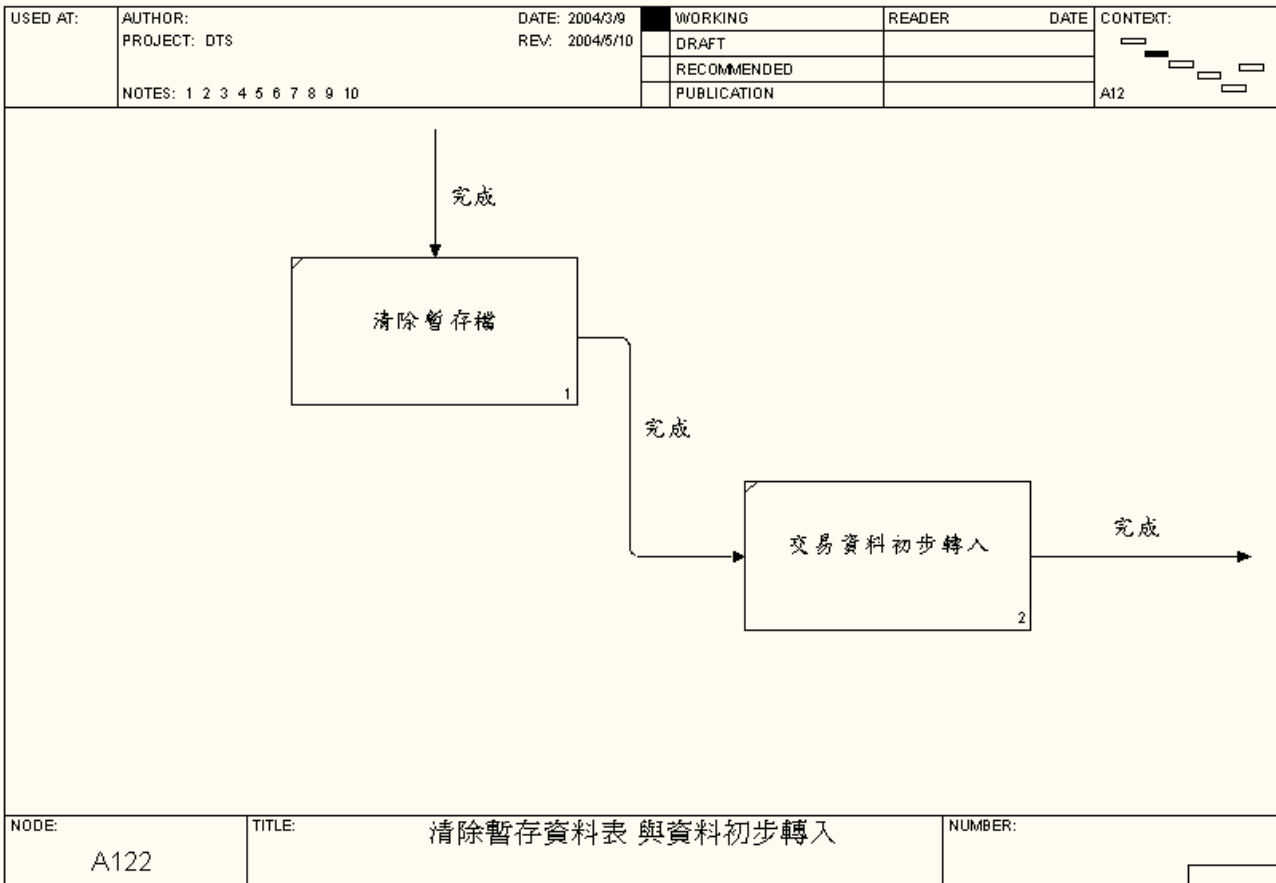 USED AT:
AUTHOR:
DATE: 2004/3/9
PROJECT: DTS
REV: 2004/5/10
NOTES: 1 2 3 4 5 6 7 8 9 10
WORKING
DRAFT
RECOMMENDED
PUBLICATION
READER DATE
CONTEXT:
A12
完成
清除暫存檔
1
完成
交易資料初步轉入
2
完成
NODE:
A122
TITLE:
清除暫存資料表 與資料初步轉入
NUMBER: